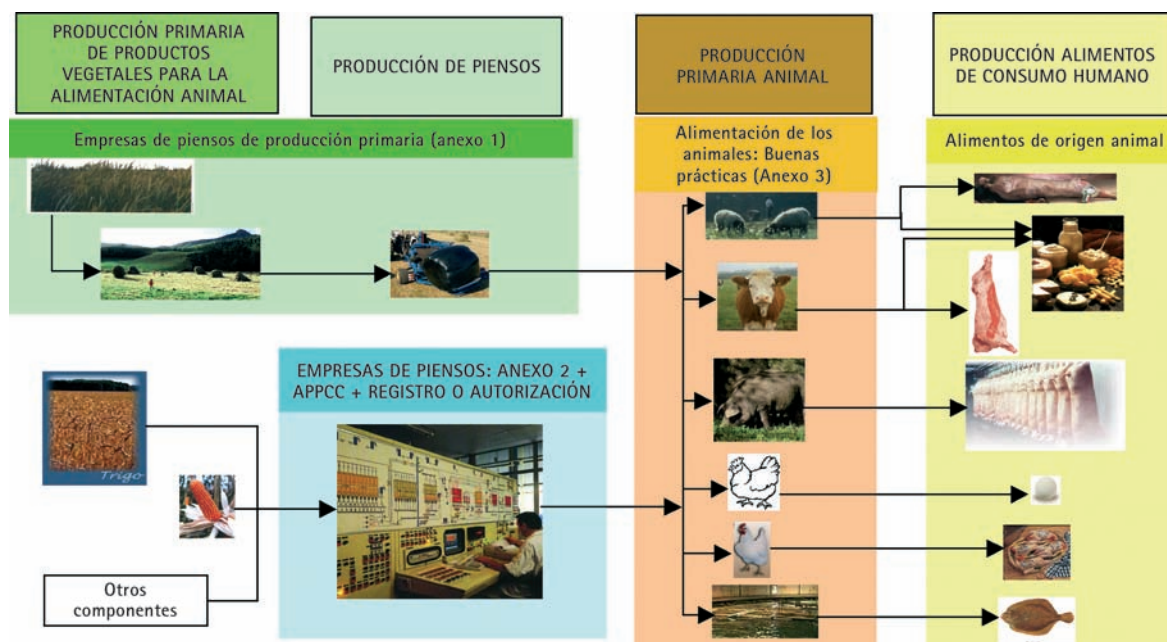 PRODUCCIÓN PRIMARIA
DE PRODUCTOS
VEGETALES PARA LA
ALIMENTACIÓN ANIMAL
PRODUCCIÓN DE PIENSOS
PRODUCCIÓN
PRIMARIA ANIMAL
PRODUCCIÓN ALIMENTOS
DE CONSUMO HUMANO
Empresas de piensos de producción primaria (anexo 1)
Alimentación de los
animales: Buenas
prácticas (Anexo 3)
Alimentos de origen animal
EMPRESAS DE PIENSOS: ANEXO 2 +
APPCC + REGISTRO O AUTORIZACIÓN
Trigo
Otros
componentes